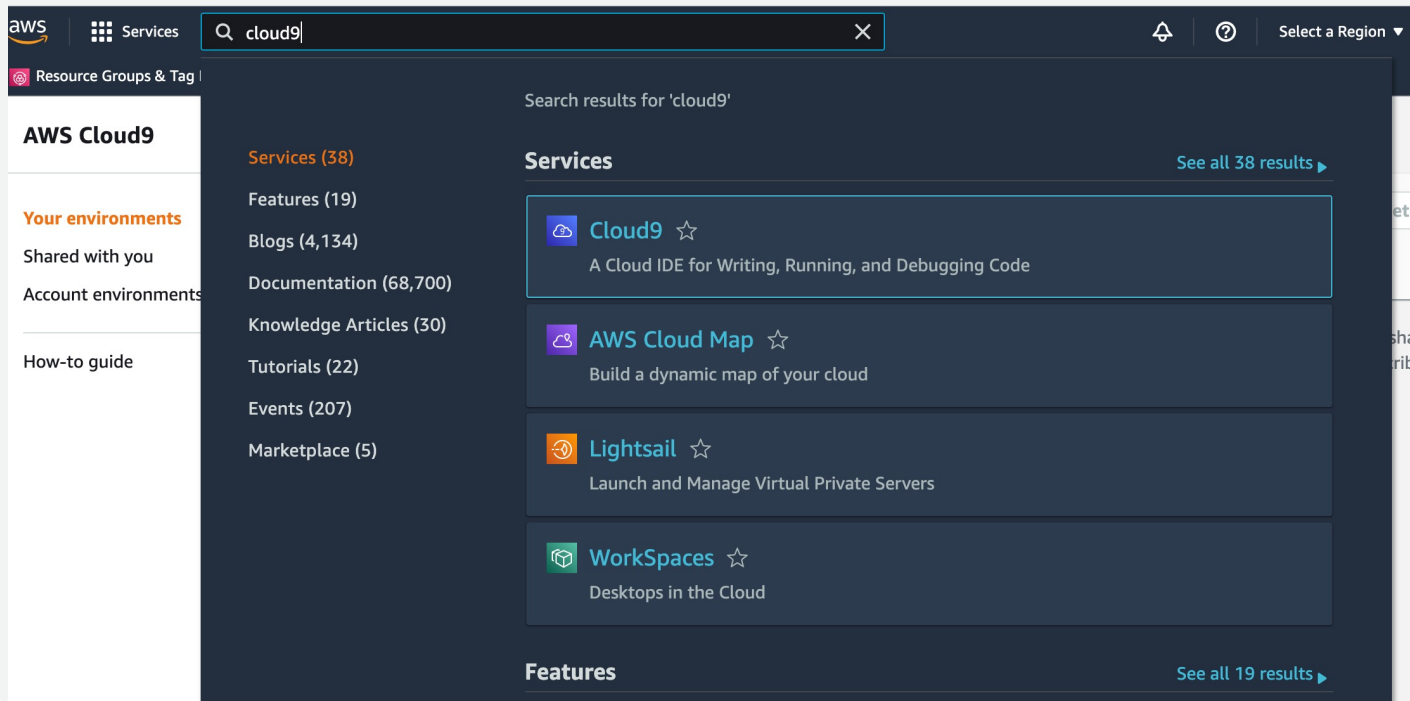 aws
Services
cloud9
Select a Region
Resource Groups & Tag
AWS Cloud9
Your environments
Shared with you
Account environments
How-to guide
Search results for 'cloud9'
Services (38)
Features (19)
Blogs (4,134)
Documentation (68,700)
Knowledge Articles (30)
Tutorials (22)
Events (207)
Marketplace (5)
Services
See all 38 results
Cloud9
A Cloud IDE for Writing, Running, and Debugging Code
AWS Cloud Map
Build a dynamic map of your cloud
Lightsail
Launch and Manage Virtual Private Servers
WorkSpaces
Desktops in the Cloud
Features
See all 19 results